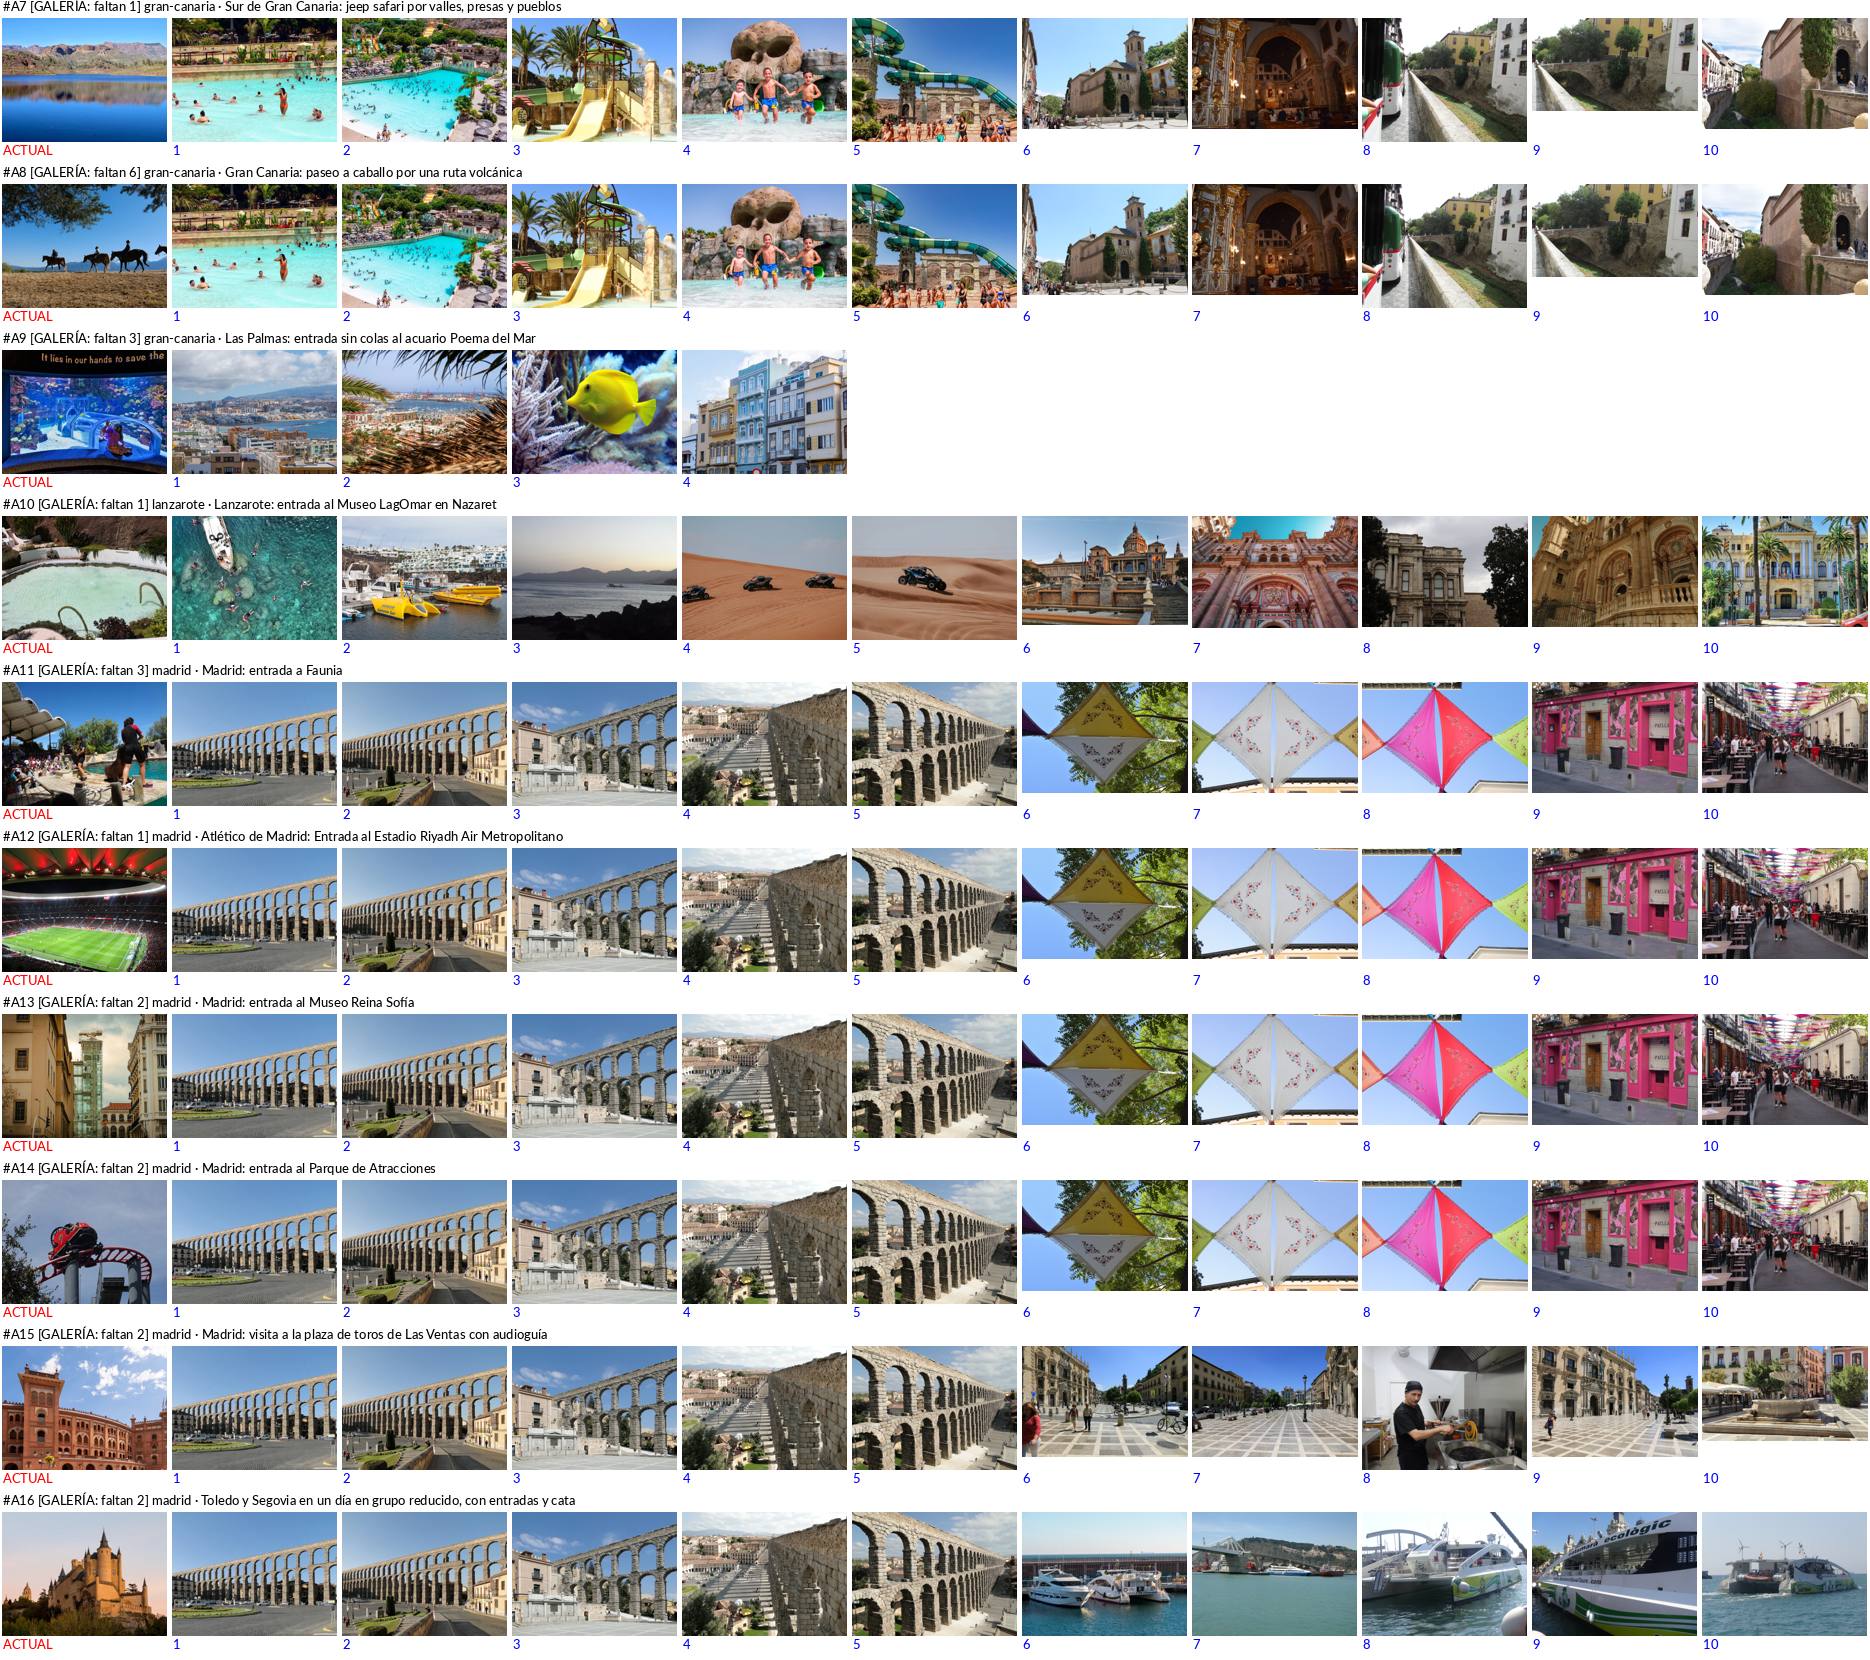 #A7 [GALERÍA: faltan 1] gran-canaria · Sur de Gran Canaria: jeep safari por valles, presas y pueblos
ACTUAL 1 2 3 4 5 6 7 8 9 10
#A8 [GALERÍA: faltan 6] gran-canaria · Gran Canaria: paseo a caballo por una ruta volcánica
ACTUAL 1 2 3 4 5 6 7 8 9 10
#A9 [GALERÍA: faltan 3] gran-canaria · Las Palmas: entrada sin colas al acuario Poema del Mar
It lies in our hands to save the
ACTUAL 1 2 3 4
#A10 [GALERÍA: faltan 1] lanzarote · Lanzarote: entrada al Museo LagOmar en Nazaret
ACTUAL 1 2 3 4 5 6 7 8 9 10
#A11 [GALERÍA: faltan 3] madrid · Madrid: entrada a Faunia
ACTUAL 1 2 3 4 5 6 7 8 9 10
#A12 [GALERÍA: faltan 1] madrid · Atlético de Madrid: Entrada al Estadio Riyadh Air Metropolitano
ACTUAL 1 2 3 4 5 6 7 8 9 10
#A13 [GALERÍA: faltan 2] madrid · Madrid: entrada al Museo Reina Sofía
ACTUAL 1 2 3 4 5 6 7 8 9 10
#A14 [GALERÍA: faltan 2] madrid · Madrid: entrada al Parque de Atracciones
ACTUAL 1 2 3 4 5 6 7 8 9 10
#A15 [GALERÍA: faltan 2] madrid · Madrid: visita a la plaza de toros de Las Ventas con audioguía
ACTUAL 1 2 3 4 5 6 7 8 9 10
#A16 [GALERÍA: faltan 2] madrid · Toledo y Segovia en un día en grupo reducido, con entradas y cata
ecològic
ACTUAL 1 2 3 4 5 6 7 8 9 10